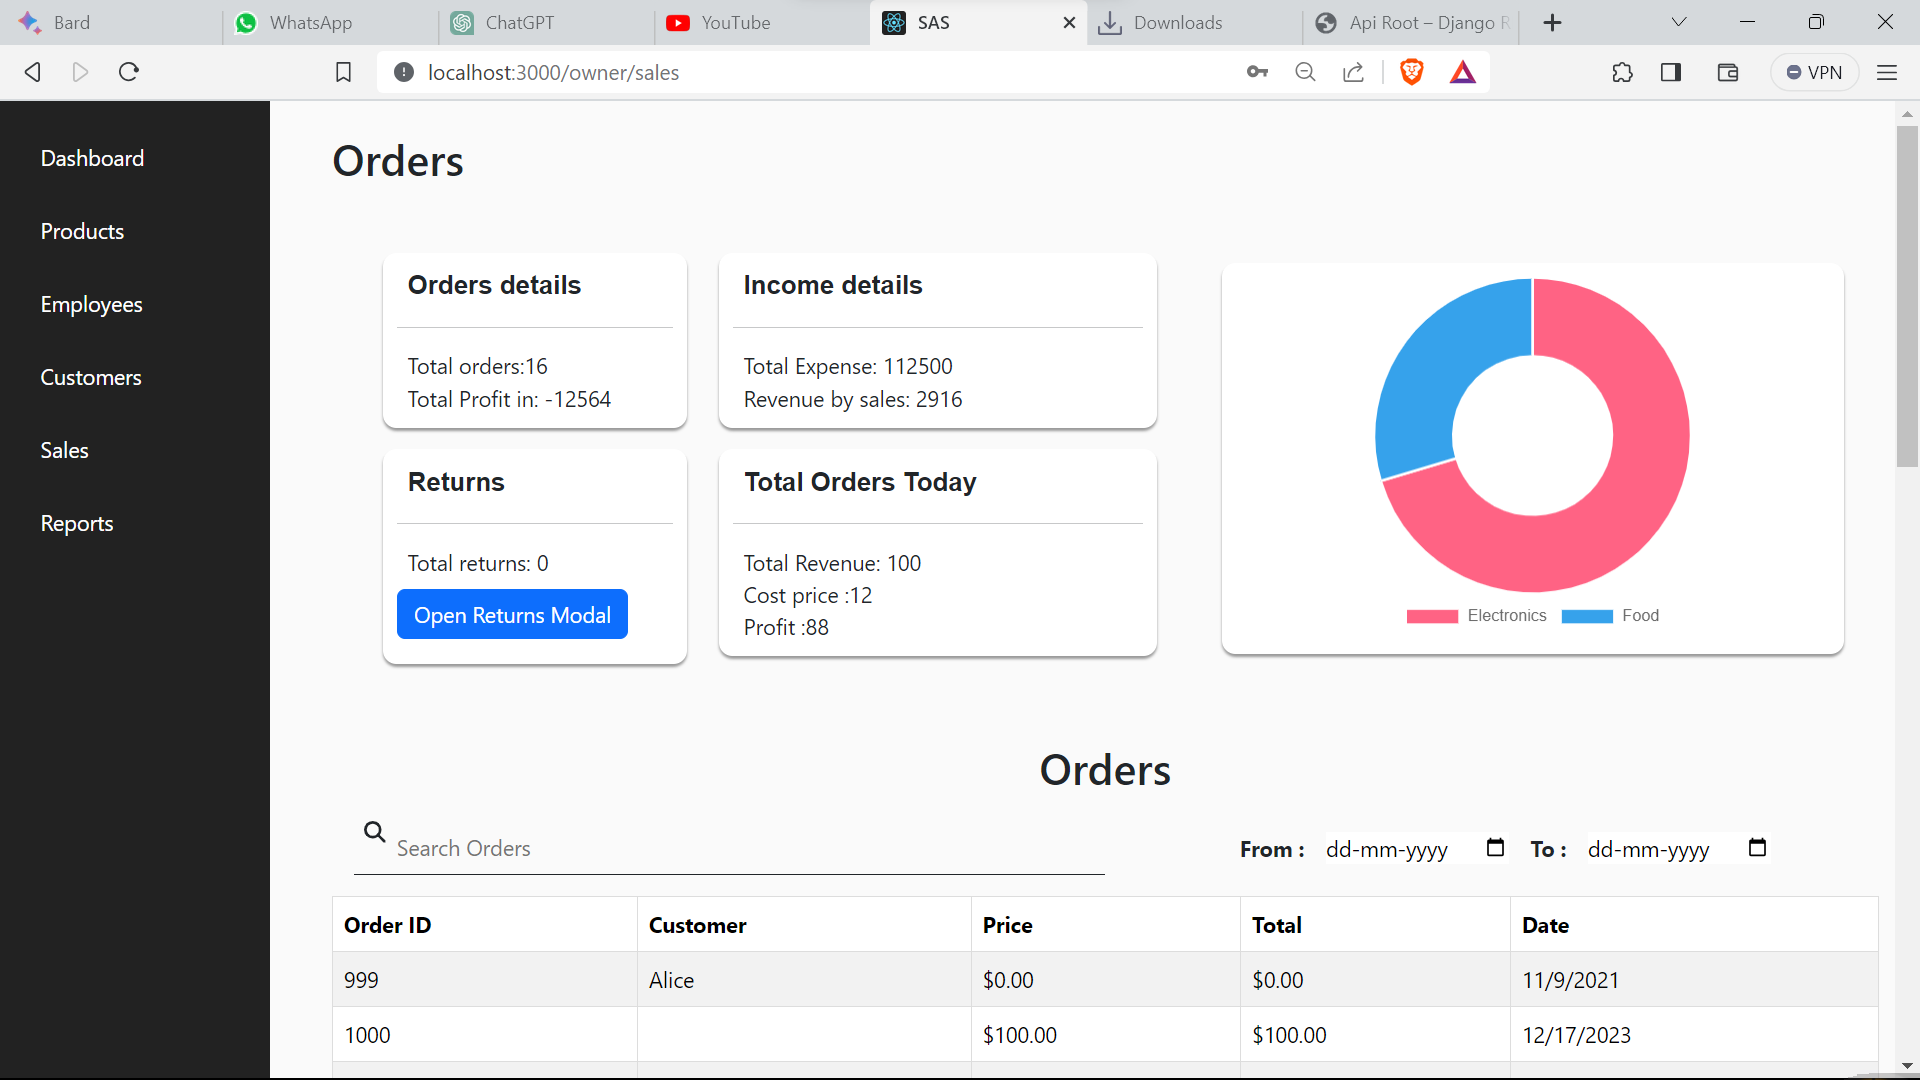 Bard
WhatsApp
ChatGPT
YouTube
SAS
Downloads
Api Root – Django R
localhost:3000/owner/sales
VPN
Dashboard
Products
Employees
Customers
Sales
Reports
Orders
Orders details
Total orders:16
Total Profit in: -12564
Income details
Total Expense: 112500
Revenue by sales: 2916
Returns
Total returns: 0
Open Returns Modal
Total Orders Today
Total Revenue: 100
Cost price :12
Profit :88
Electronics
Food
Orders
Search Orders
From : dd-mm-yyyy To : dd-mm-yyyy
Order ID Customer Price Total Date
999 Alice $0.00 $0.00 11/9/2021
1000 $100.00 $100.00 12/17/2023